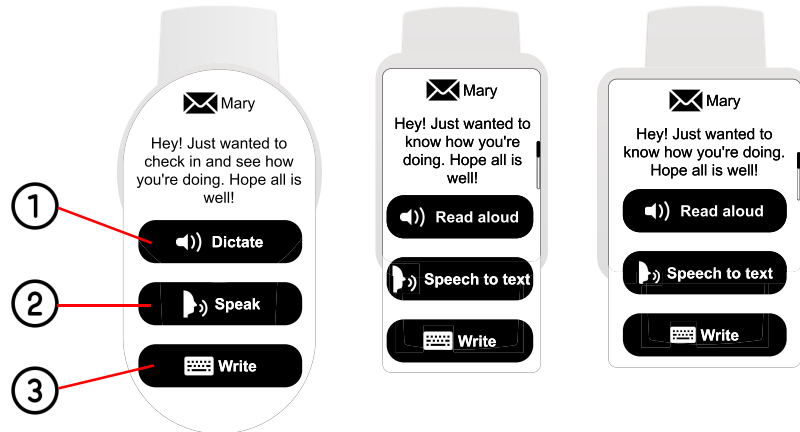 Mary
Hey! Just wanted to
check in and see how
you're doing. Hope all is
well!
1
Dictate
2
Speak
3
Write
Mary
Hey! Just wanted to
know how you're
doing. Hope all is
well!
Read aloud
Speech to text
Write
Mary
Hey! Just wanted to
know how you're doing.
Hope all is well!
Read aloud
Speech to text
Write